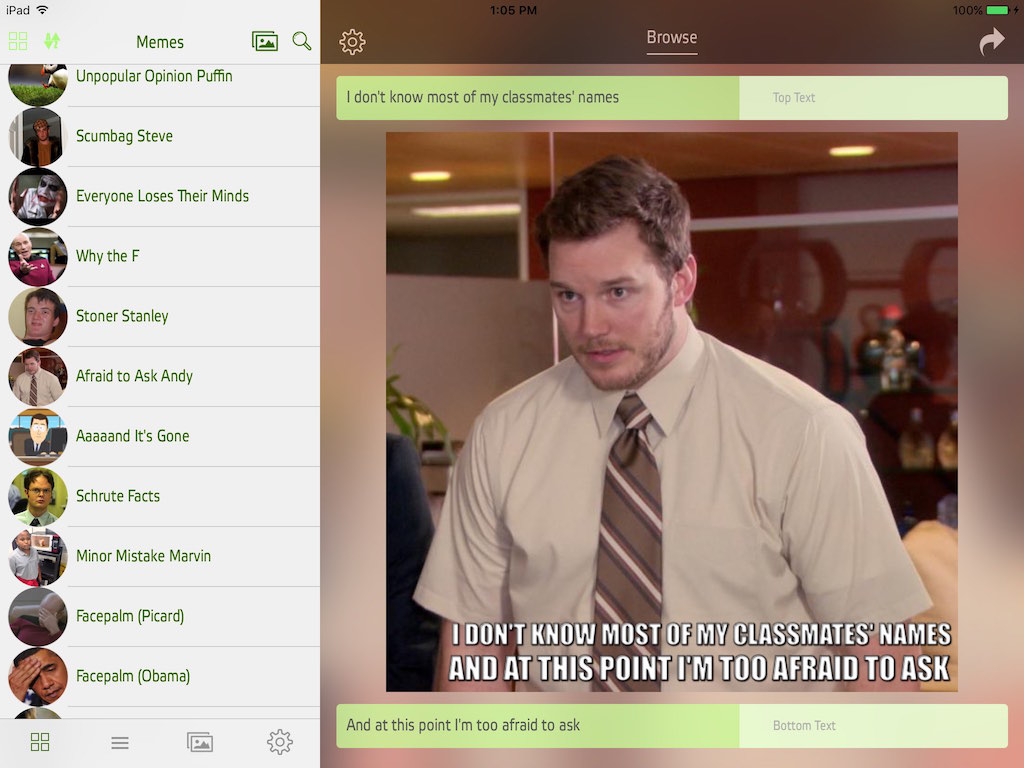 iPad
1:05 PM
100%
Memes
Unpopular Opinion Puffin
Scumbag Steve
Everyone Loses Their Minds
Why the F
Stoner Stanley
Afraid to Ask Andy
Aaaaand It's Gone
Schrute Facts
Minor Mistake Marvin
Facepalm (Picard)
Facepalm (Obama)
Browse
I don't know most of my classmates' names
Top Text
I DON'T KNOW MOST OF MY CLASSMATES' NAMES
AND AT THIS POINT I'M TOO AFRAID TO ASK
And at this point I'm too afraid to ask
Bottom Text